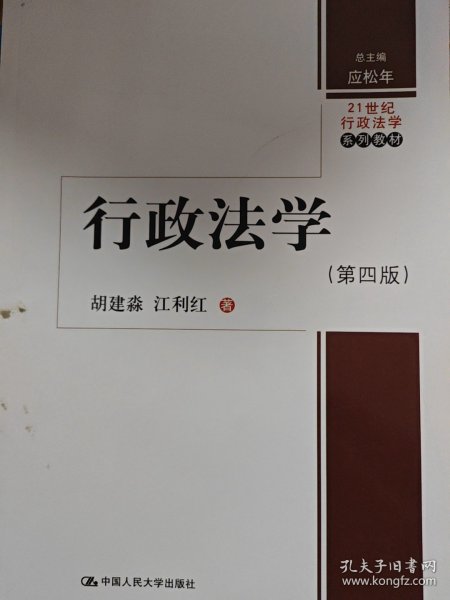 总主编
应松年
21世纪
行政法学
系列教材
行政法学
(第四版)
胡建淼 江利红 著
中国人民大学出版社
孔夫子旧书网
www.kongfz.com